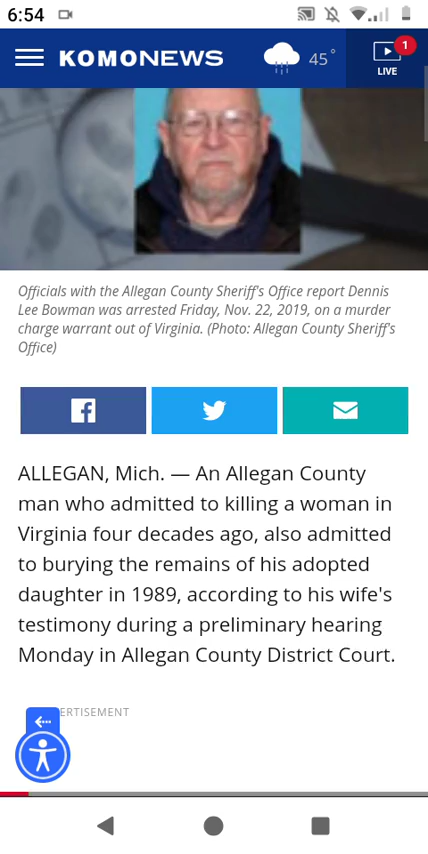 6:54
KOMONEWS
45°
1
LIVE
Officials with the Allegan County Sheriff's Office report Dennis
Lee Bowman was arrested Friday, Nov. 22, 2019, on a murder
charge warrant out of Virginia. (Photo: Allegan County Sheriff's
Office)
ALLEGAN, Mich. — An Allegan County
man who admitted to killing a woman in
Virginia four decades ago, also admitted
to burying the remains of his adopted
daughter in 1989, according to his wife's
testimony during a preliminary hearing
Monday in Allegan County District Court.
ERTISEMENT